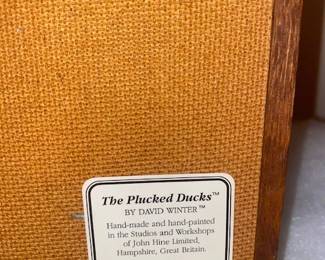 The Plucked Ducks™
BY DAVID WINTER™
Hand-made and hand-painted
in the Studios and Workshops
of John Hine Limited,
Hampshire, Great Britain.